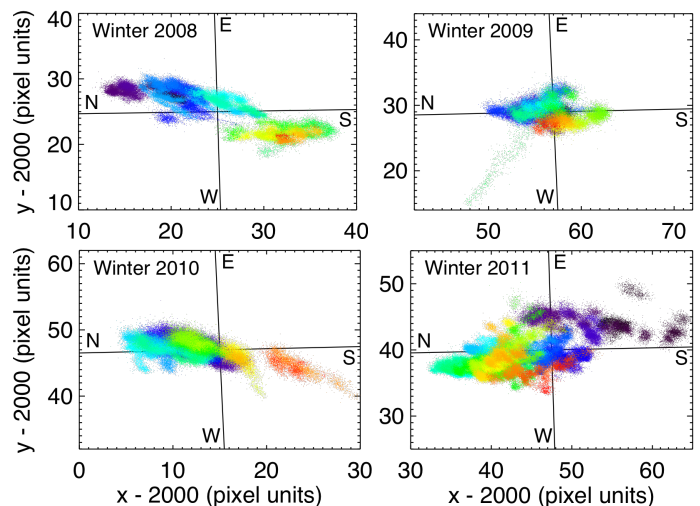 Winter 2008
E
N
S
W
40
30
20
10
10
20
30
40
y - 2000 (pixel units)
Winter 2009
E
N
S
W
40
30
20
50
60
70
Winter 2010
E
N
S
W
60
50
40
0
10
20
30
y - 2000 (pixel units)
x - 2000 (pixel units)
Winter 2011
E
N
S
W
50
40
30
30
40
50
60
x - 2000 (pixel units)